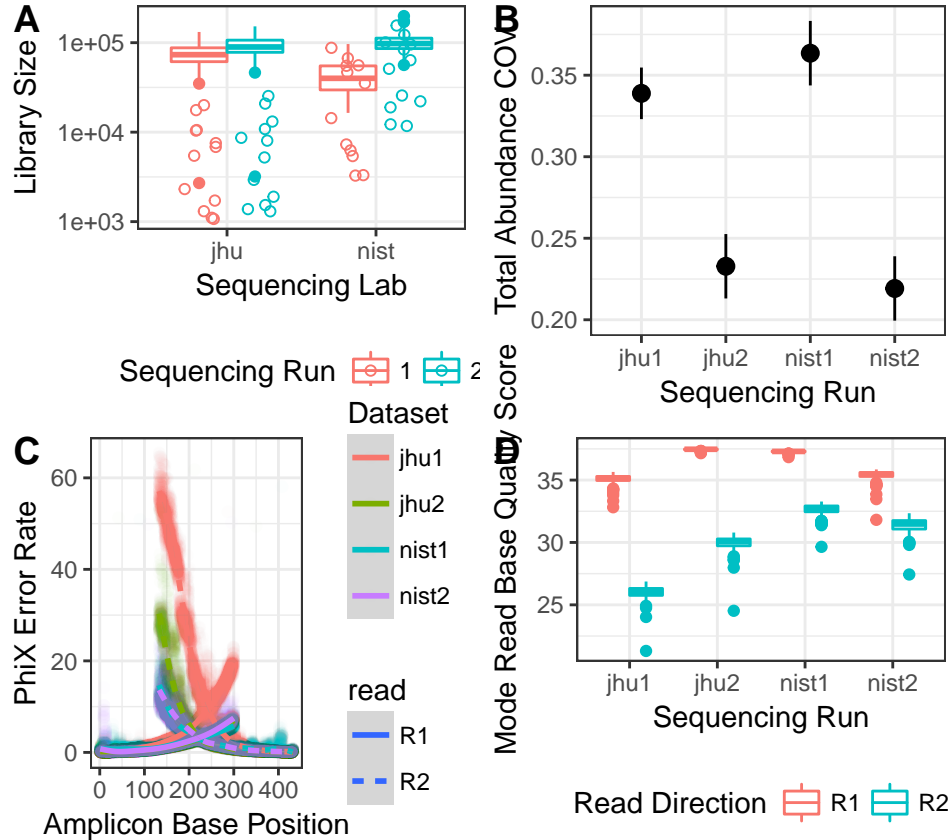 A
Library Size
1e+05
1e+04
1e+03
jhu
nist
Sequencing Lab
Sequencing Run
1
2
B
Total Abundance COV
0.35
0.30
0.25
0.20
jhu1
jhu2
nist1
nist2
Sequencing Run
C
PhiX Error Rate
60
40
20
0
0
100
200
300
400
Amplicon Base Position
Dataset
jhu1
jhu2
nist1
nist2
read
R1
R2
D
Mode Read Base Quality Score
35
30
25
jhu1
jhu2
nist1
nist2
Sequencing Run
Read Direction
R1
R2